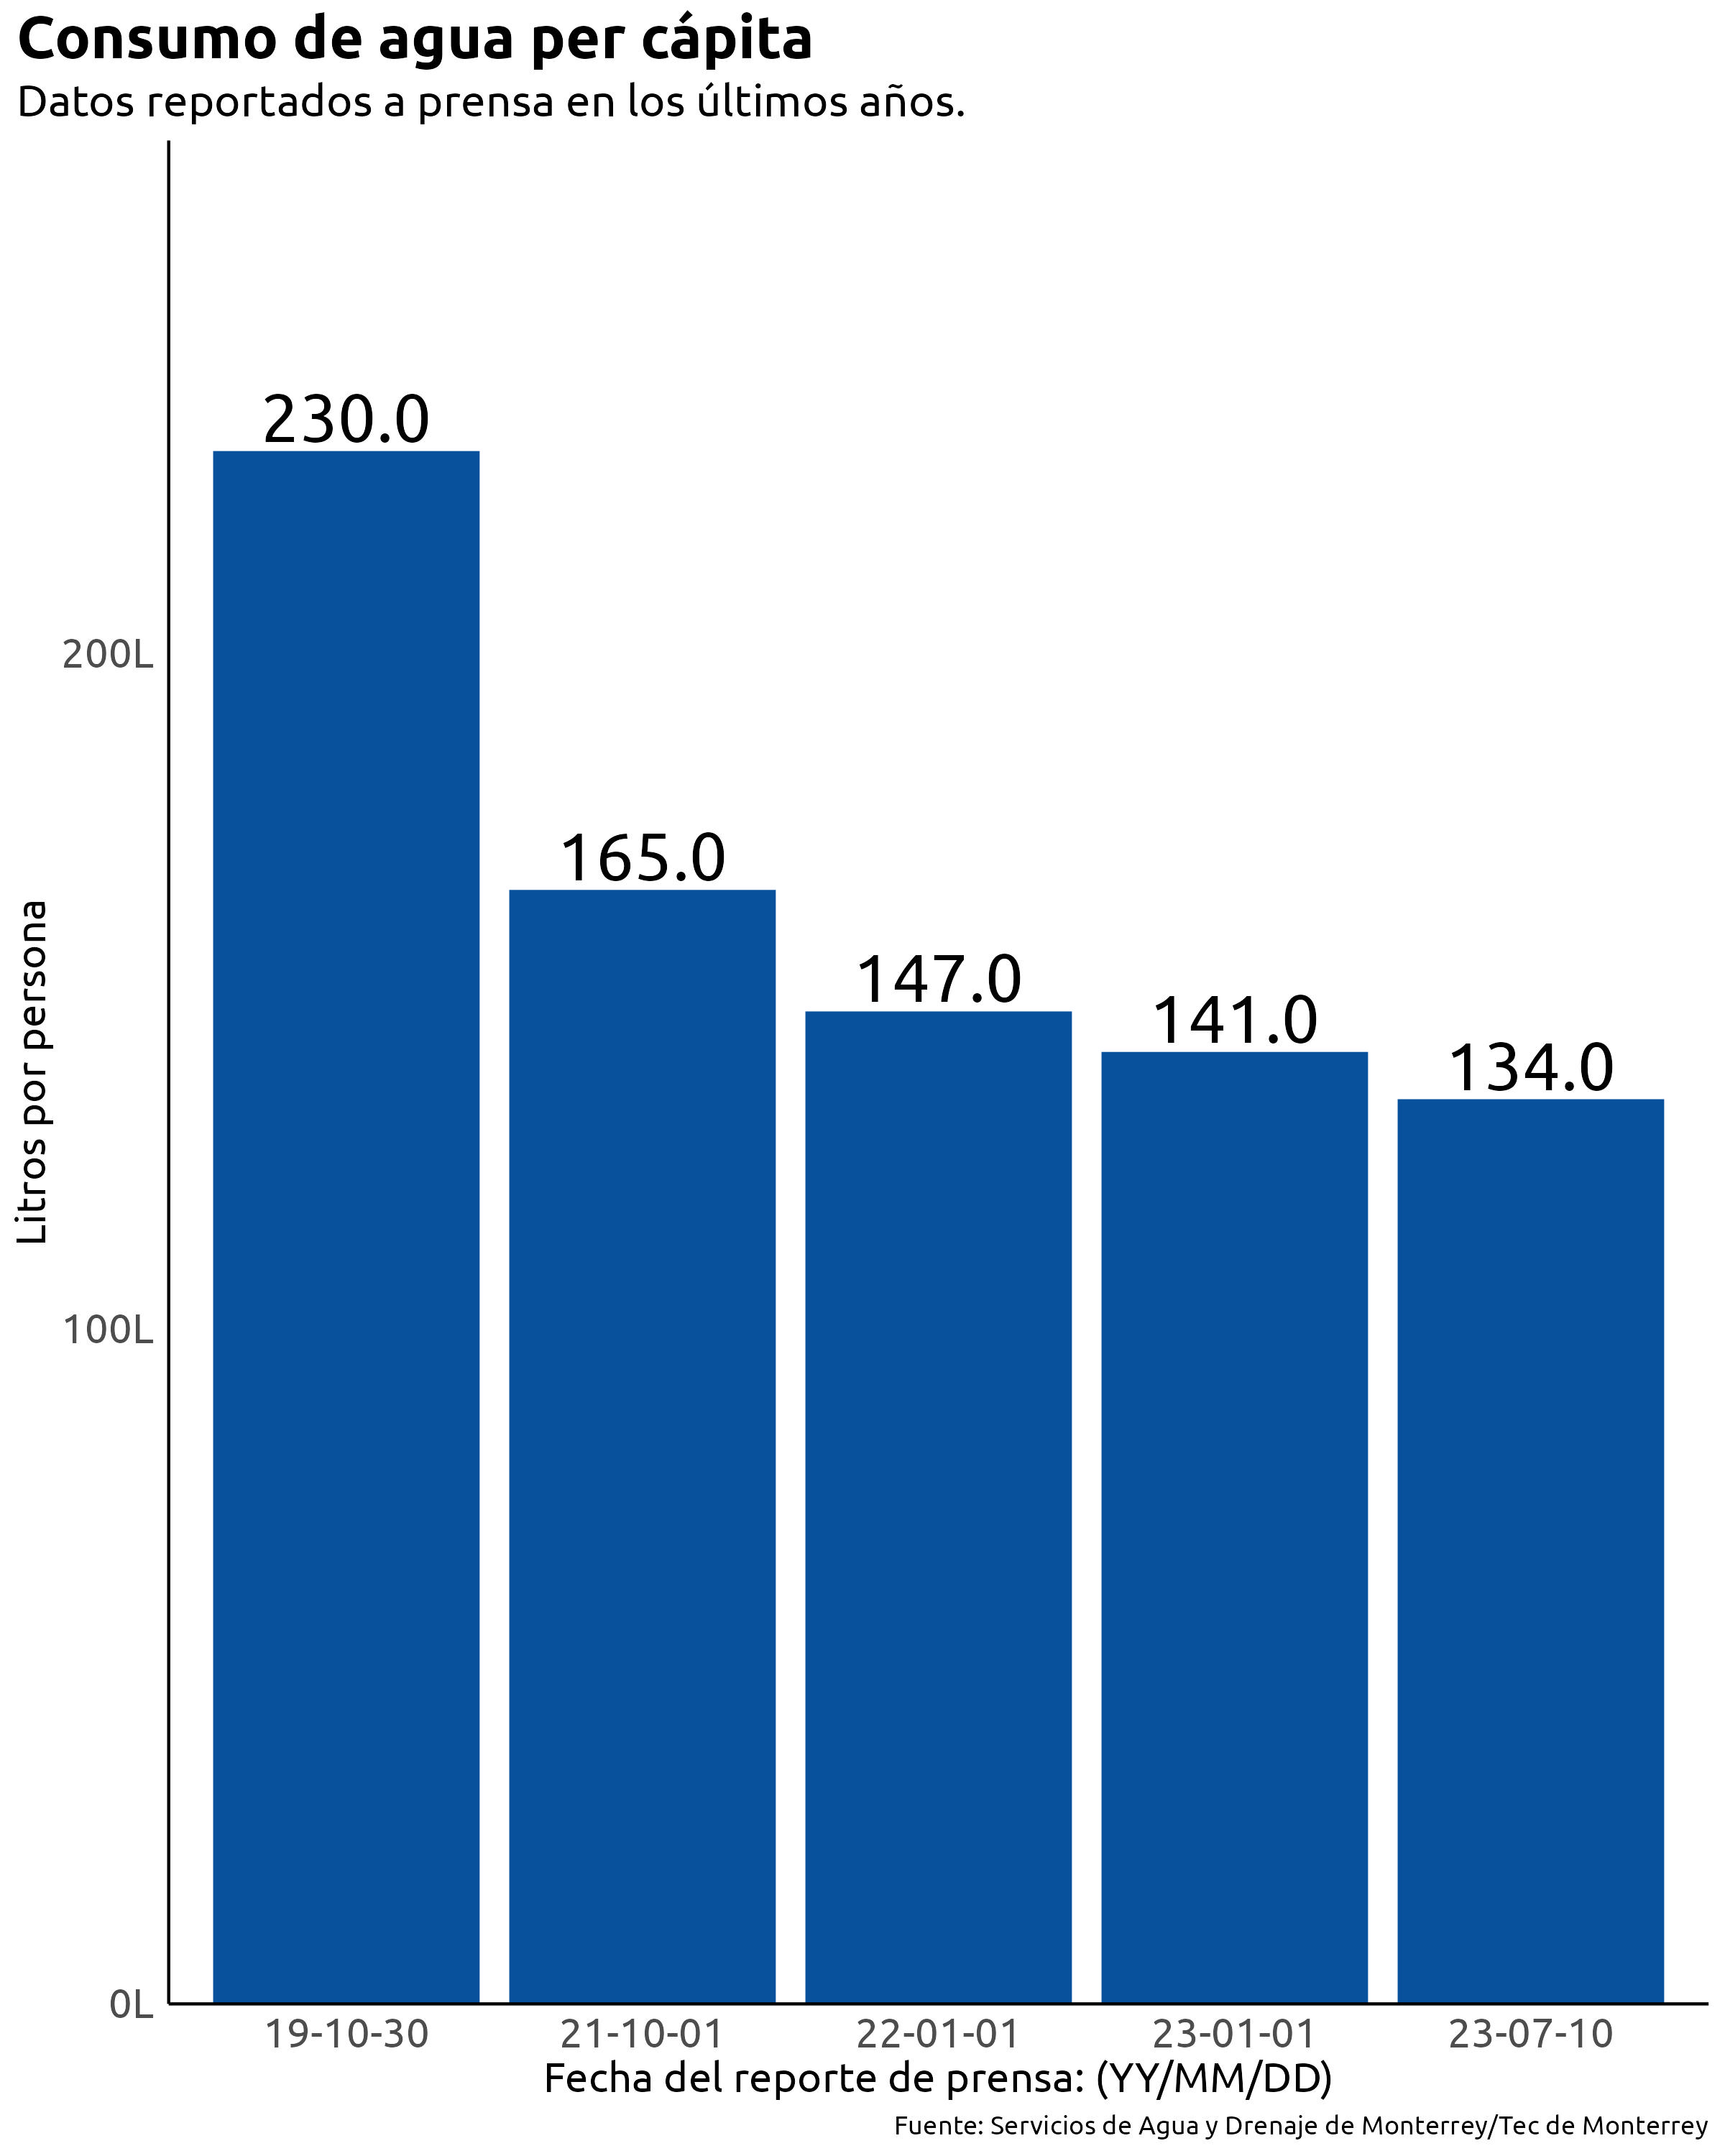 Consumo de agua per cápita
Datos reportados a prensa en los últimos años.
Litros por persona
200L
100L
0L
230.0
165.0
147.0
141.0
134.0
19-10-30
21-10-01
22-01-01
23-01-01
23-07-10
Fecha del reporte de prensa: (YY/MM/DD)
Fuente: Servicios de Agua y Drenaje de Monterrey/Tec de Monterrey